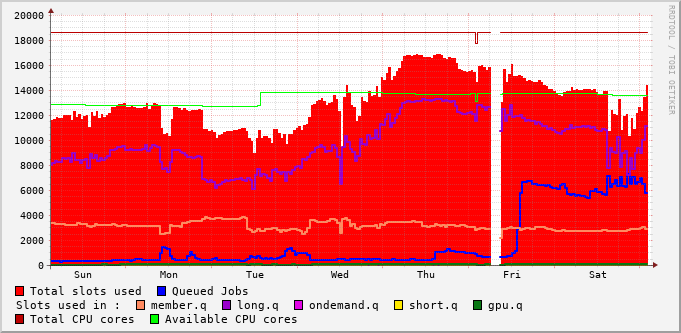 20000
18000
16000
14000
12000
10000
8000
6000
4000
2000
0
Sun Mon Tue Wed Thu Fri Sat
RRDTOOL / TOBI OETIKER
Total slots used Queued Jobs
Slots used in : member.q long.q ondemand.q short.q gpu.q
Total CPU cores Available CPU cores